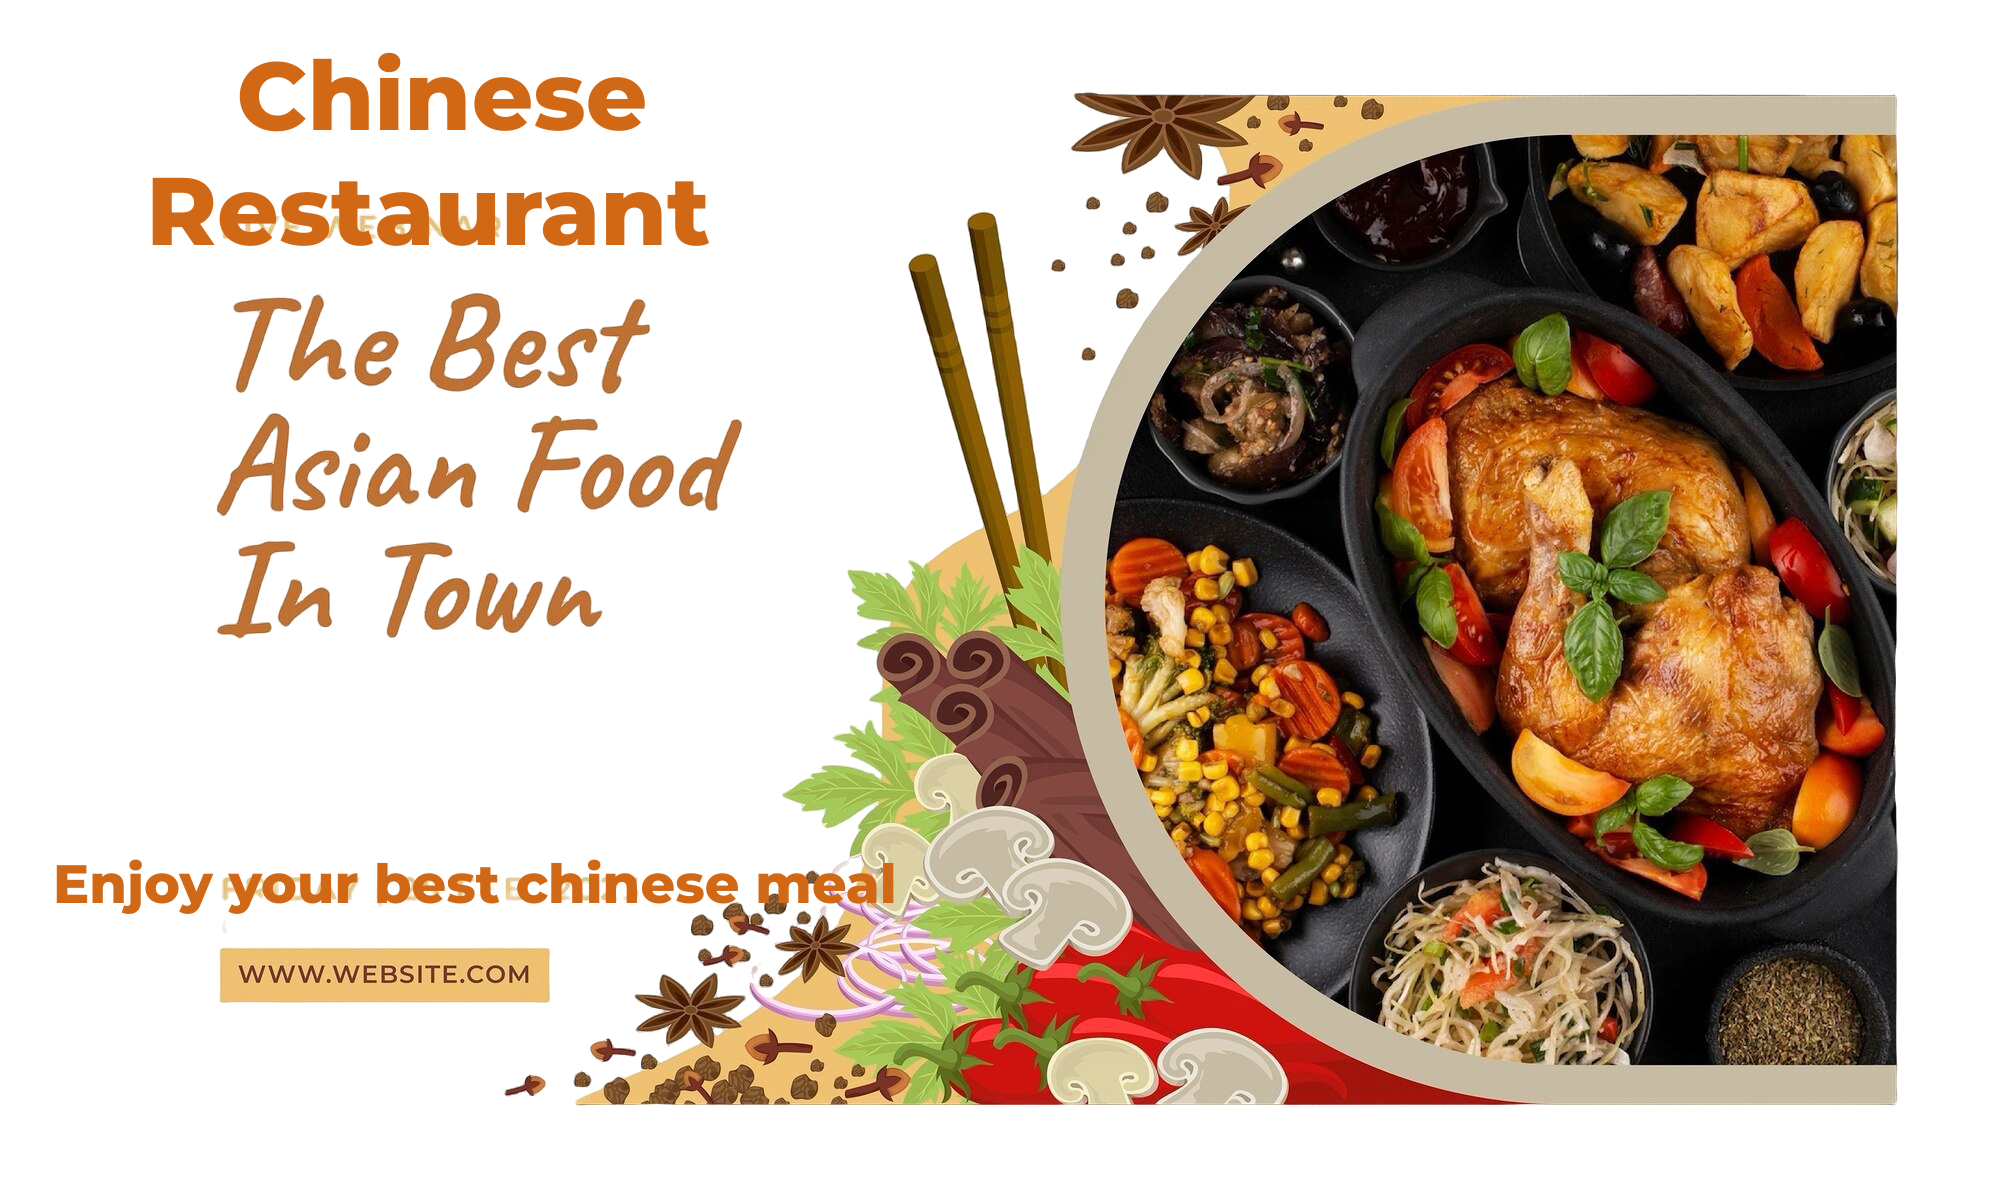 Chinese
Restaurant
The Best
Asian Food
In Town
Enjoy your best chinese meal
WWW.WEBSITE.COM